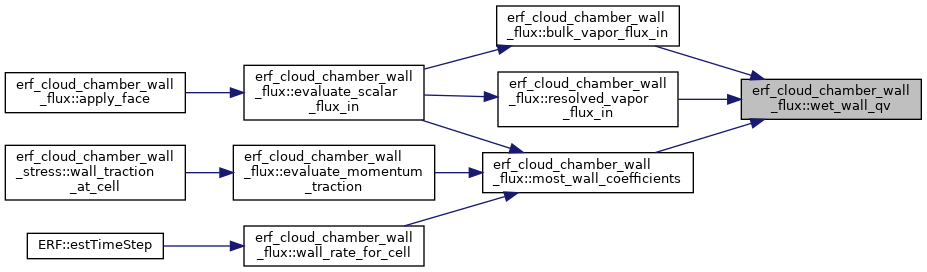 erf_cloud_chamber_wall
_flux::bulk_vapor_flux_in
erf_cloud_chamber_wall
_flux::apply_face
erf_cloud_chamber_wall
_flux::evaluate_scalar
_flux_in
erf_cloud_chamber_wall
_flux::resolved_vapor
_flux_in
erf_cloud_chamber_wall
_flux::wet_wall_qv
erf_cloud_chamber_wall
_stress::wall_traction
_at_cell
erf_cloud_chamber_wall
_flux::evaluate_momentum
_traction
erf_cloud_chamber_wall
_flux::most_wall_coefficients
ERF::estTimeStep
erf_cloud_chamber_wall
_flux::wall_rate_for_cell